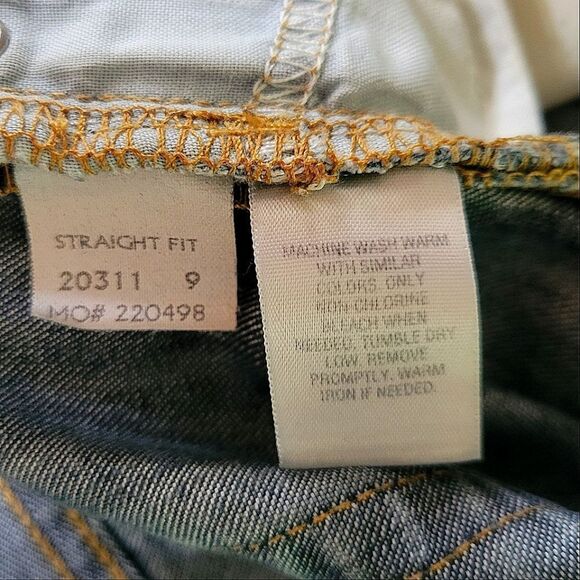 STRAIGHT FIT
20311 9
MO# 220498
MACHINE WASH WARM
WITH SIMILAR
COLORS. ONLY
NON-CHLORINE
BLEACH WHEN
NEEDED. TUMBLE DRY
LOW. REMOVE
PROMPTLY. WARM
IRON IF NEEDED.